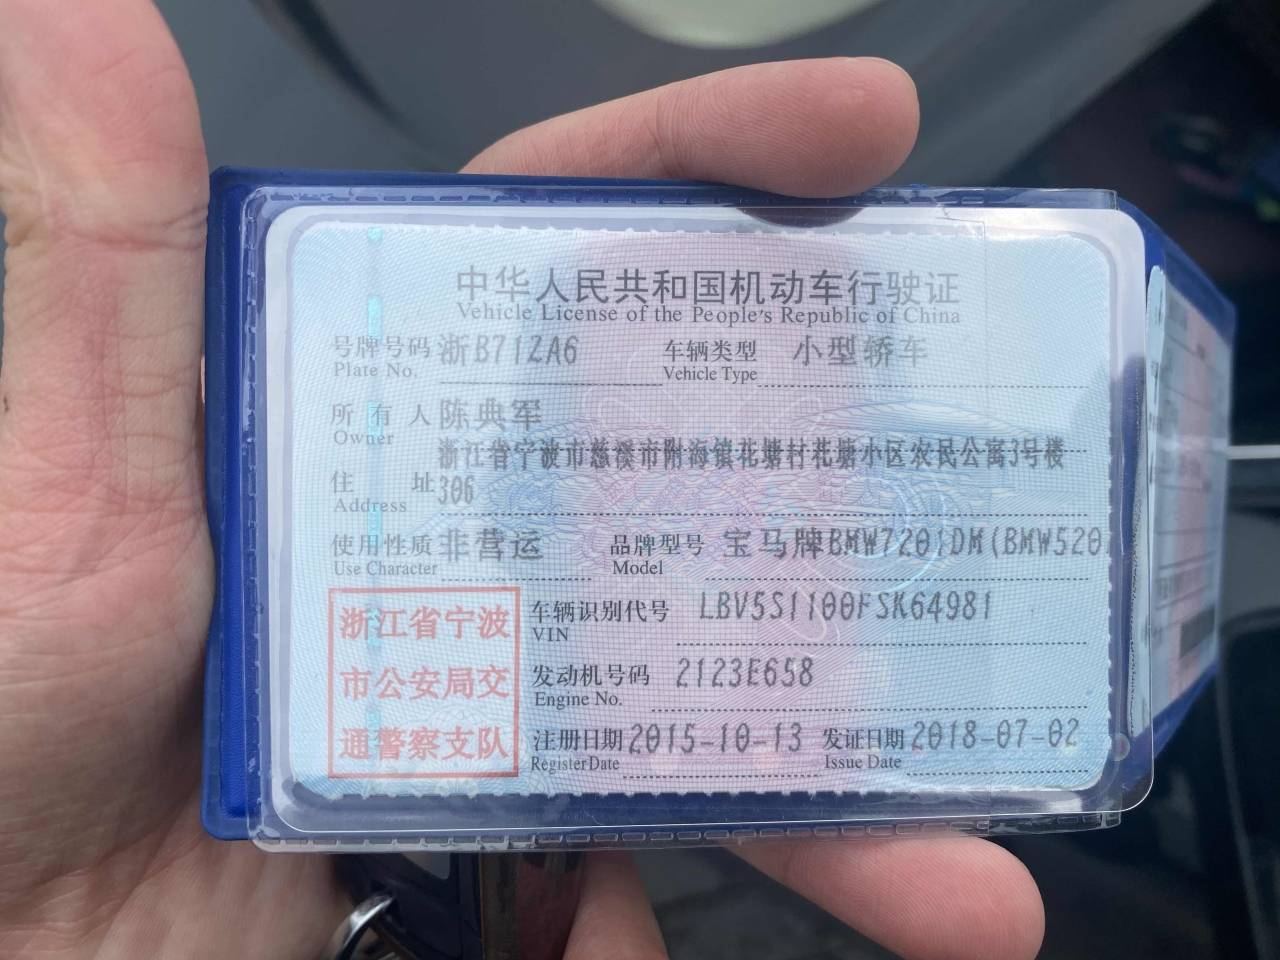 中华人民共和国机动车行驶证
Vehicle License of the People's Republic of China
号牌号码 浙B71ZA6 车辆类型 小型轿车
Plate No. Vehicle Type
所有人 陈典军
Owner
浙江省宁波市慈溪市附海镇花塘村花塘小区农民公寓3号楼
住址 306
Address
使用性质 非营运 品牌型号 宝马牌BMW7201DM(BMW520
Use Character Model
浙江省宁波
市公安局交
通警察支队
车辆识别代号 LBV5S1100FSK64981
VIN
发动机号码 2123E658
Engine No.
注册日期 2015-10-13 发证日期 2018-07-02
Register Date Issue Date